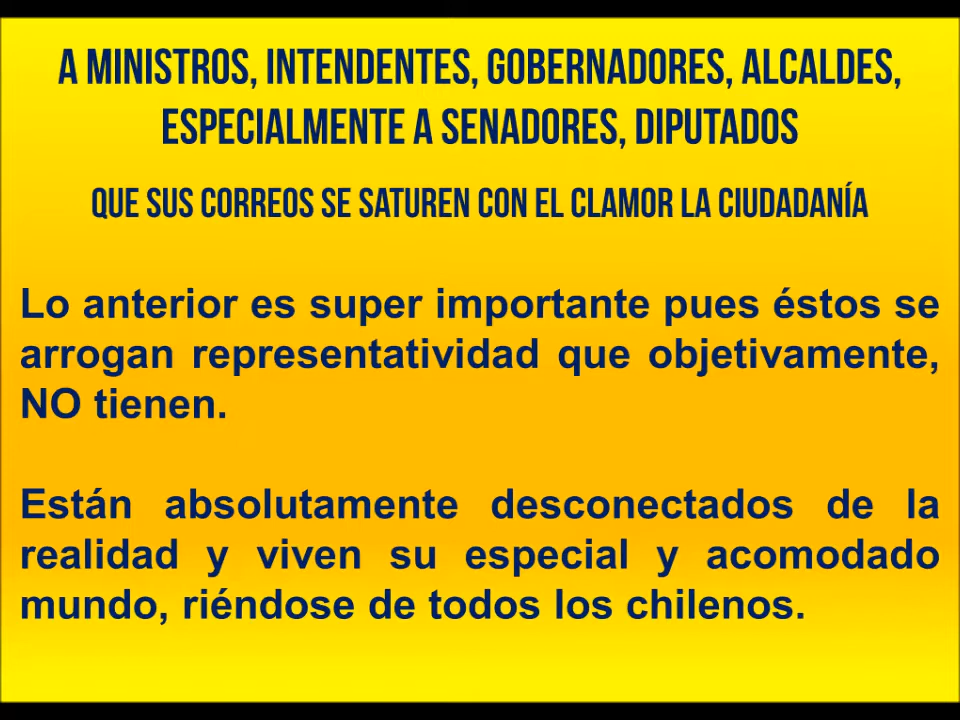 A MINISTROS, INTENDENTES, GOBERNADORES, ALCALDES,
ESPECIALMENTE A SENADORES, DIPUTADOS
QUE SUS CORREOS SE SATUREN CON EL CLAMOR LA CIUDADANÍA
Lo anterior es super importante pues éstos se
arrogan representatividad que objetivamente,
NO tienen.
Están absolutamente desconectados de la
realidad y viven su especial y acomodado
mundo, riéndose de todos los chilenos.